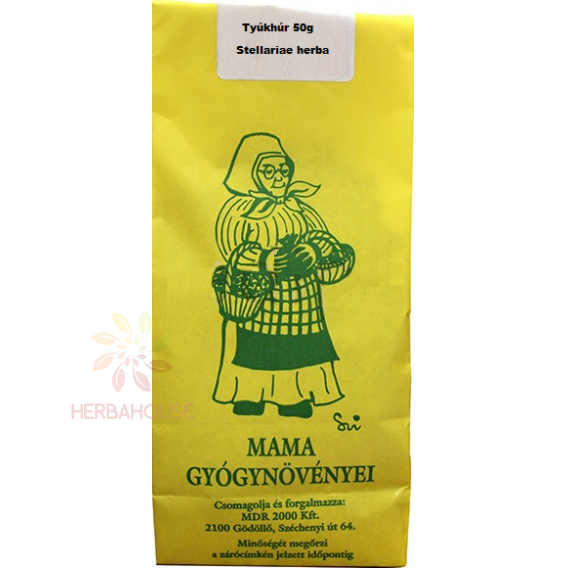 Tyúkhúr 50g
Stellariae herba
HERBAHOUSE
Sri
MAMA
GYÓGYNÖVÉNYEI
Csomagolja és forgalmazza:
MDR 2000 Kft.
2100 Gödöllő, Széchenyi út 64.
Minőségét megőrzi
a zárócímkén jelzett időpontig